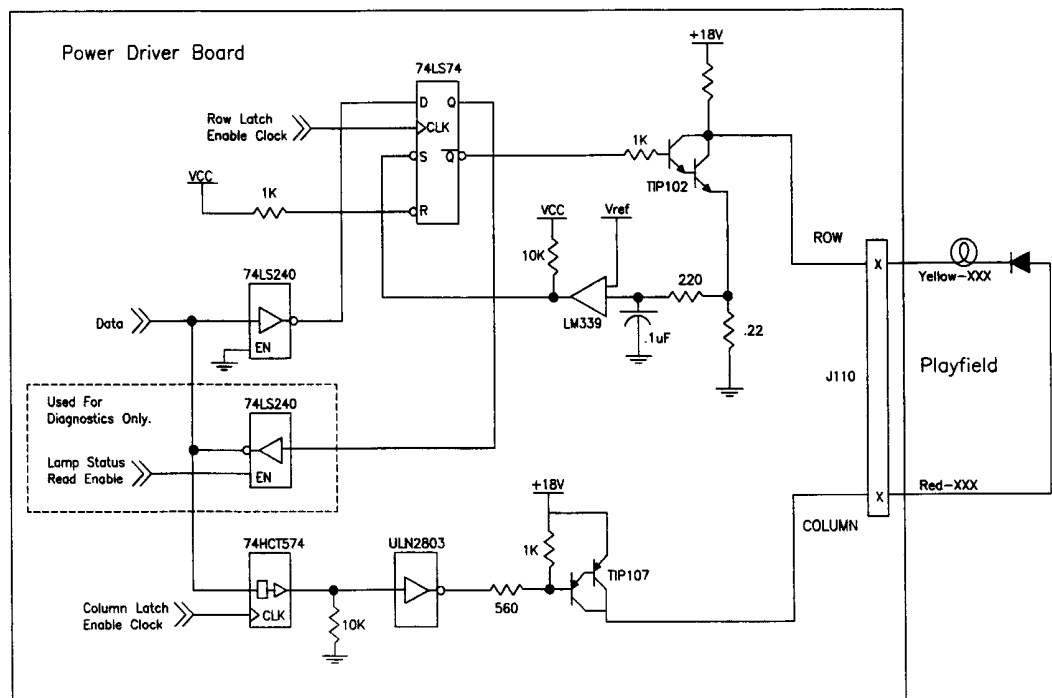 Power Driver Board
+18V
74LS74
D Q
Row Latch
Enable Clock
CLK
S Q
1K
TIP102
VCC
1K
R
VCC
Vref
10K
ROW
74LS240
LM339
220
Yellow-XXX
X
Data
.1uF
.22
EN
J110
Playfield
Used For
Diagnostics Only.
74LS240
Lamp Status
Read Enable
EN
+18V
Red-XXX
X
COLUMN
74HCT574
ULN2803
1K
TIP107
560
Column Latch
Enable Clock
CLK
10K